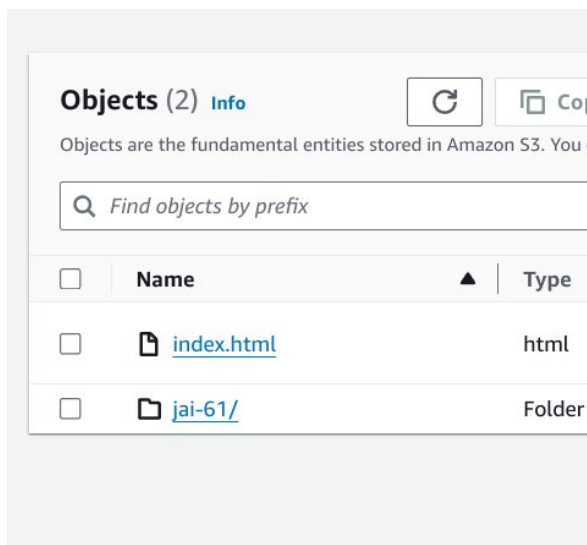 Objects (2) Info
Cop
Objects are the fundamental entities stored in Amazon S3. You
Find objects by prefix
Name Type
index.html html
jai-61/ Folder